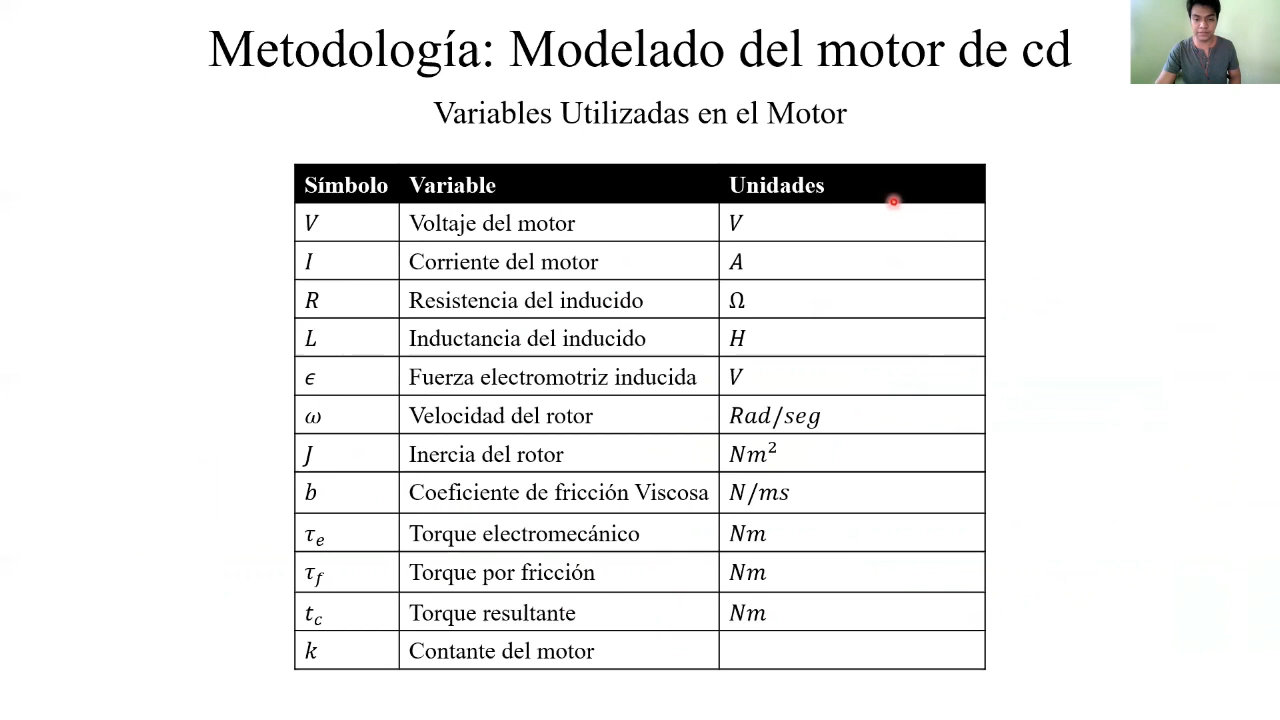 Metodología: Modelado del motor de cd
Variables Utilizadas en el Motor
Símbolo Variable Unidades
V Voltaje del motor V
I Corriente del motor A
R Resistencia del inducido Ω
L Inductancia del inducido H
ϵ Fuerza electromotriz inducida V
ω Velocidad del rotor Rad/seg
J Inercia del rotor Nm²
b Coeficiente de fricción Viscosa N/ms
τₑ Torque electromecánico Nm
τ_f Torque por fricción Nm
t_c Torque resultante Nm
k Contante del motor